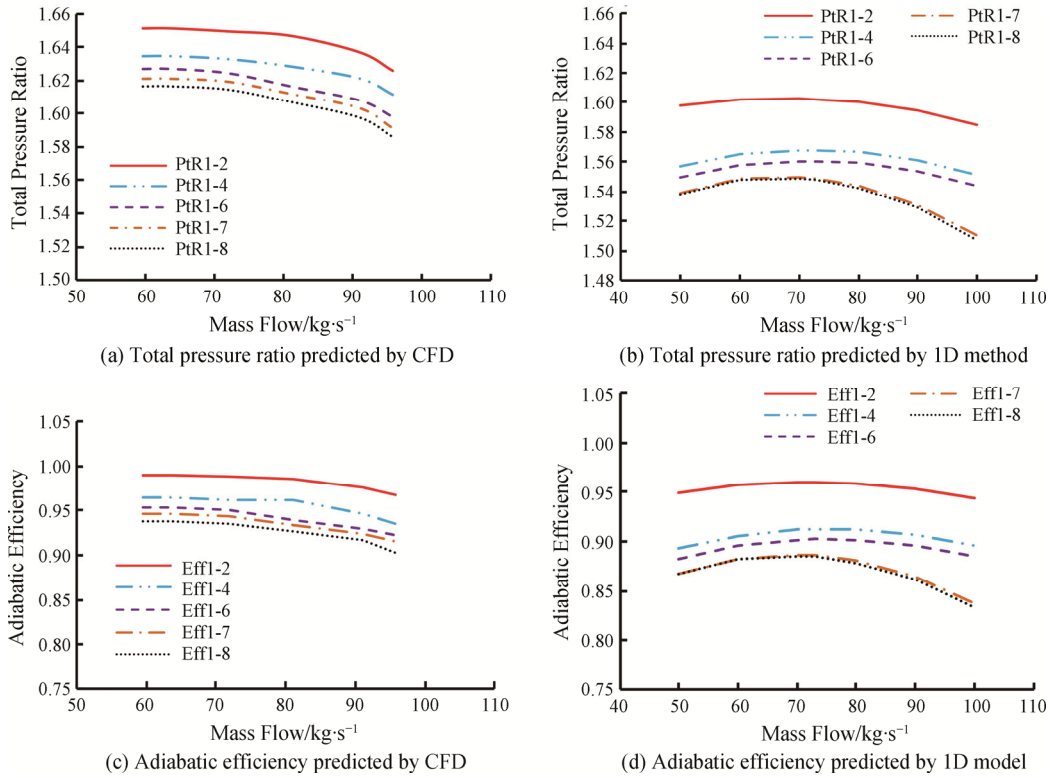 1.66
1.64
1.62
1.60
1.58
1.56
1.54
1.52
1.50
Total Pressure Ratio
PtR1-2
PtR1-4
PtR1-6
PtR1-7
PtR1-8
50 60 70 80 90 100 110
Mass Flow/kg·s⁻¹
(a) Total pressure ratio predicted by CFD
1.66
1.64
1.62
1.60
1.58
1.56
1.54
1.52
1.50
1.48
Total Pressure Ratio
PtR1-2 PtR1-7
PtR1-4 PtR1-8
PtR1-6
40 50 60 70 80 90 100 110
Mass Flow/kg·s⁻¹
(b) Total pressure ratio predicted by 1D method
1.05
1.00
0.95
0.90
0.85
0.80
0.75
Adiabatic Efficiency
Eff1-2
Eff1-4
Eff1-6
Eff1-7
Eff1-8
50 60 70 80 90 100 110
Mass Flow/kg·s⁻¹
(c) Adiabatic efficiency predicted by CFD
1.05
1.00
0.95
0.90
0.85
0.80
0.75
Adiabatic Efficiency
Eff1-2 Eff1-7
Eff1-4 Eff1-8
Eff1-6
40 50 60 70 80 90 100 110
Mass Flow/kg·s⁻¹
(d) Adiabatic efficiency predicted by 1D model